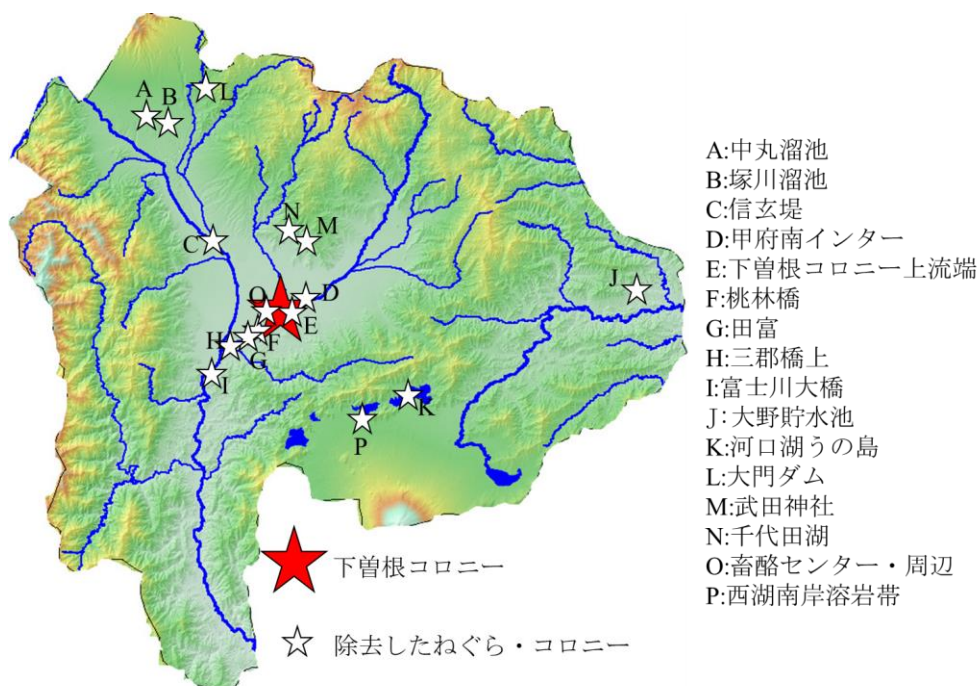 L
A
B
N
M
C
J
D
O
E
F
H
G
I
K
P
A:中丸溜池
B:塚川溜池
C:信玄堤
D:甲府南インター
E:下曽根コロニー上流端
F:桃林橋
G:田富
H:三郡橋上
I:富士川大橋
J:大野貯水池
K:河口湖うの島
L:大門ダム
M:武田神社
N:千代田湖
O:畜酪センター・周辺
P:西湖南岸溶岩帯
下曽根コロニー
除去したねぐら・コロニー